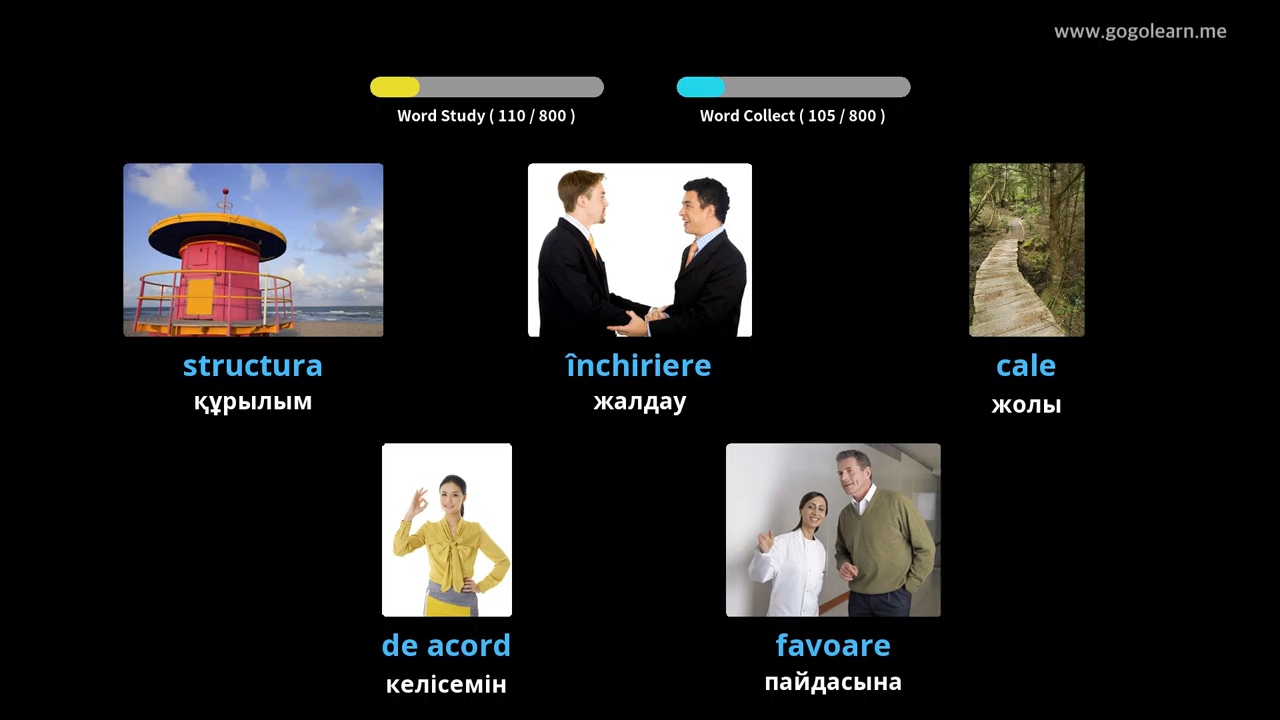 www.gogolearn.me
Word Study ( 110 / 800 )
Word Collect ( 105 / 800 )
structura
құрылым
închiriere
жалдау
cale
жолы
de acord
келісемін
favoare
пайдасына